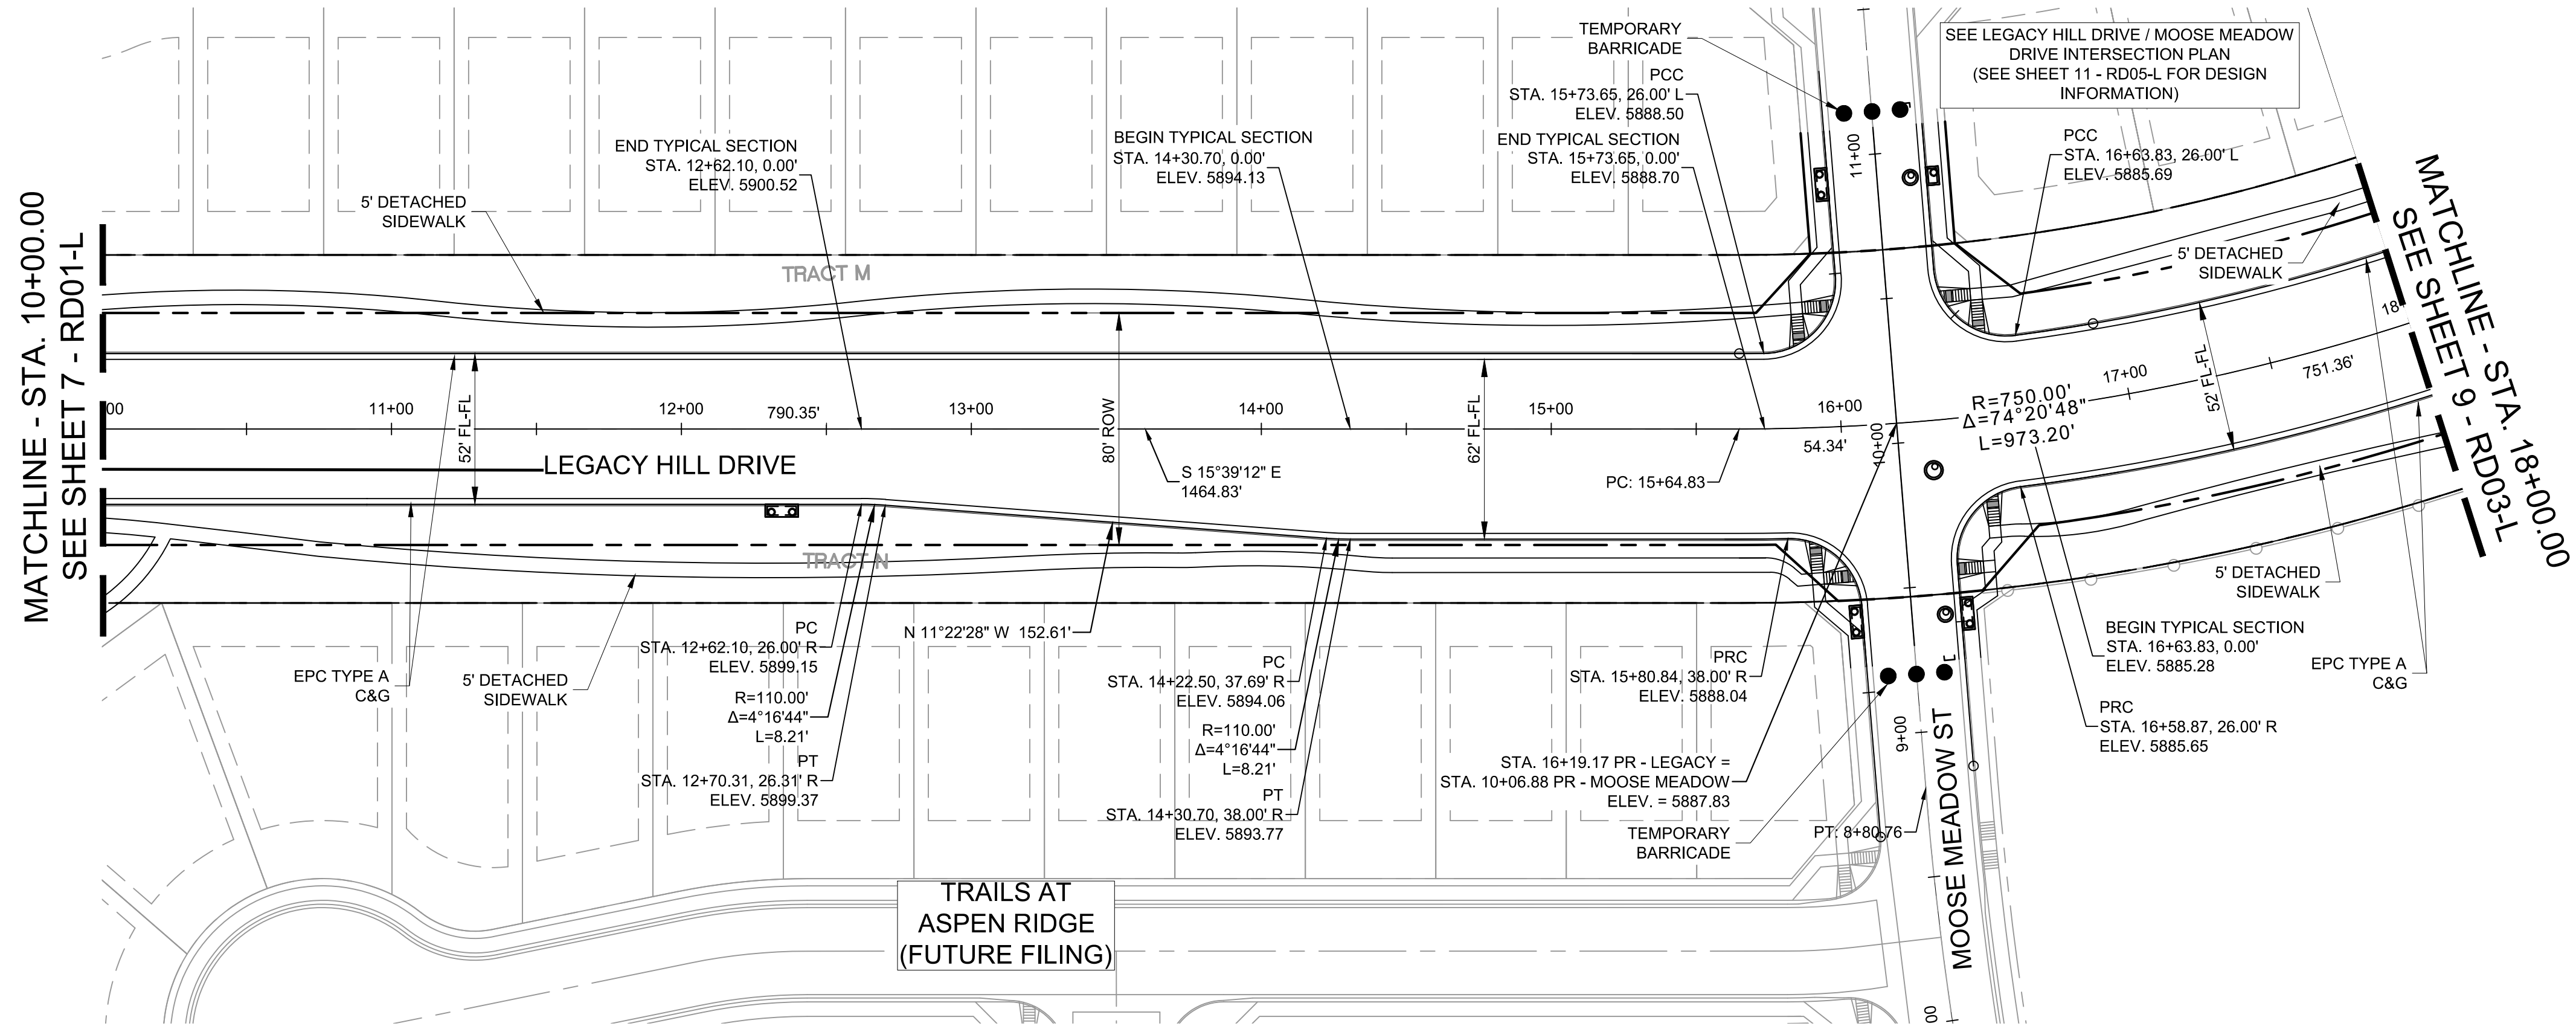 MATCHLINE - STA. 10+00.00
SEE SHEET 7 - RD01-L
5' DETACHED
SIDEWALK
END TYPICAL SECTION
STA. 12+62.10, 0.00'
ELEV. 5900.52
TRACT M
BEGIN TYPICAL SECTION
STA. 14+30.70, 0.00'
ELEV. 5894.13
TEMPORARY
BARRICADE
PCC
STA. 15+73.65, 26.00' L
ELEV. 5888.50
END TYPICAL SECTION
STA. 15+73.65, 0.00'
ELEV. 5888.70
SEE LEGACY HILL DRIVE / MOOSE MEADOW
DRIVE INTERSECTION PLAN
(SEE SHEET 11 - RD05-L FOR DESIGN
INFORMATION)
11+00
PCC
STA. 16+63.83, 26.00' L
ELEV. 5885.69
5' DETACHED
SIDEWALK
MATCHLINE - STA. 18+00.00
SEE SHEET 9 - RD03-L
00
11+00
12+00
790.35'
13+00
14+00
15+00
16+00
17+00
18+
52' FL-FL
80' ROW
62' FL-FL
52' FL-FL
LEGACY HILL DRIVE
S 15°39'12" E
1464.83'
PC: 15+64.83
54.34'
10+00
R=750.00'
Δ=74°20'48"
L=973.20'
751.36'
TRACT N
EPC TYPE A
C&G
5' DETACHED
SIDEWALK
PC
STA. 12+62.10, 26.00' R
ELEV. 5899.15
R=110.00'
Δ=4°16'44"
L=8.21'
PT
STA. 12+70.31, 26.31' R
ELEV. 5899.37
N 11°22'28" W 152.61'
PC
STA. 14+22.50, 37.69' R
ELEV. 5894.06
R=110.00'
Δ=4°16'44"
L=8.21'
PT
STA. 14+30.70, 38.00' R
ELEV. 5893.77
PRC
STA. 15+80.84, 38.00' R
ELEV. 5888.04
STA. 16+19.17 PR - LEGACY =
STA. 10+06.88 PR - MOOSE MEADOW
ELEV. = 5887.83
TEMPORARY
BARRICADE
PT: 8+80.76
9+00
MOOSE MEADOW ST
5' DETACHED
SIDEWALK
BEGIN TYPICAL SECTION
STA. 16+63.83, 0.00'
ELEV. 5885.28
EPC TYPE A
C&G
PRC
STA. 16+58.87, 26.00' R
ELEV. 5885.65
TRAILS AT
ASPEN RIDGE
(FUTURE FILING)
00